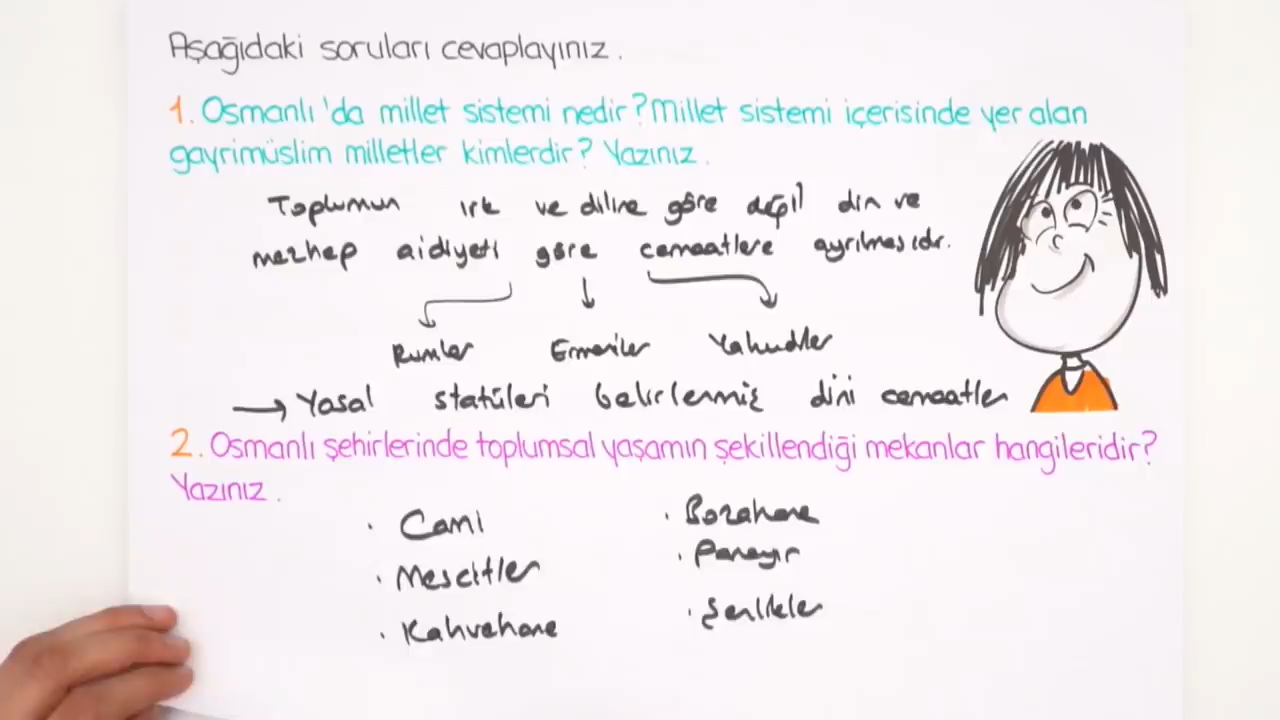 Aşağıdaki soruları cevaplayınız.
1. Osmanlı'da millet sistemi nedir? Millet sistemi içerisinde yer alan
gayrimüslim milletler kimlerdir? Yazınız.
Toplumun ırk ve diline göre değil din ve
mezhep aidiyeti göre cemaatlere ayrılmasıdır.
Rumlar Ermeniler Yahudiler
→ Yasal statüleri belirlenmiş dini cemaatler
2. Osmanlı şehirlerinde toplumsal yaşamın şekillendiği mekanlar hangileridir?
Yazınız.
· Cami · Bozahane
· Mescitler · Panayır
· Kahvehane · Şenlikler